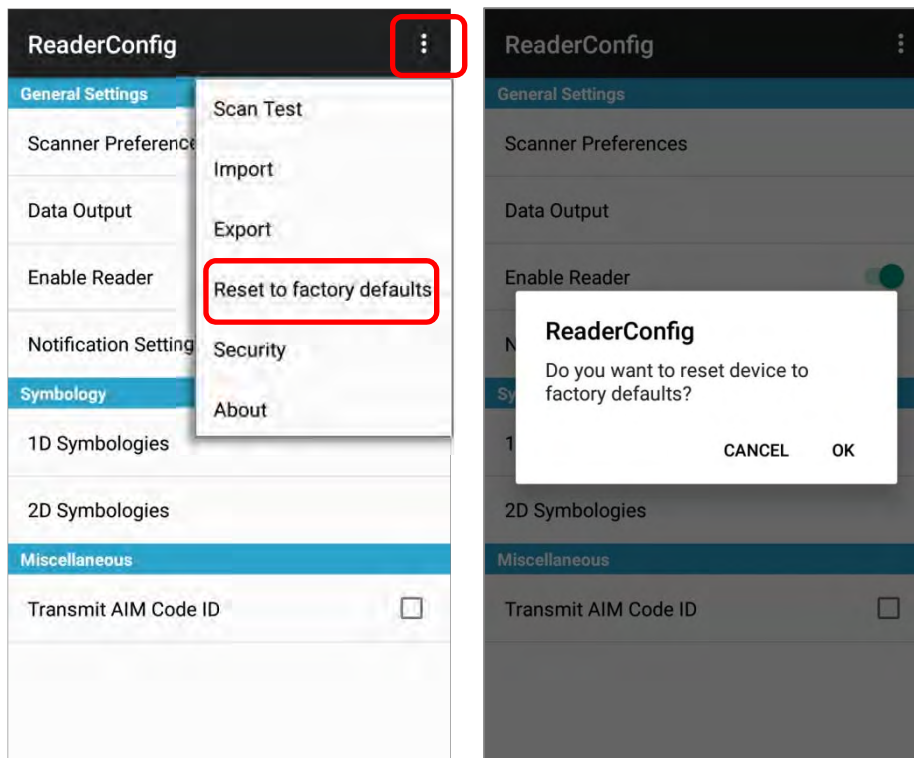 ReaderConfig
General Settings
Scanner Preference
Data Output
Enable Reader
Notification Setting
Symbology
1D Symbologies
2D Symbologies
Miscellaneous
Transmit AIM Code ID
Scan Test
Import
Export
Reset to factory defaults
Security
About
ReaderConfig
General Settings
Scanner Preferences
Data Output
Enable Reader
N
Sy
1
ReaderConfig
Do you want to reset device to
factory defaults?
CANCEL OK
2D Symbologies
Miscellaneous
Transmit AIM Code ID